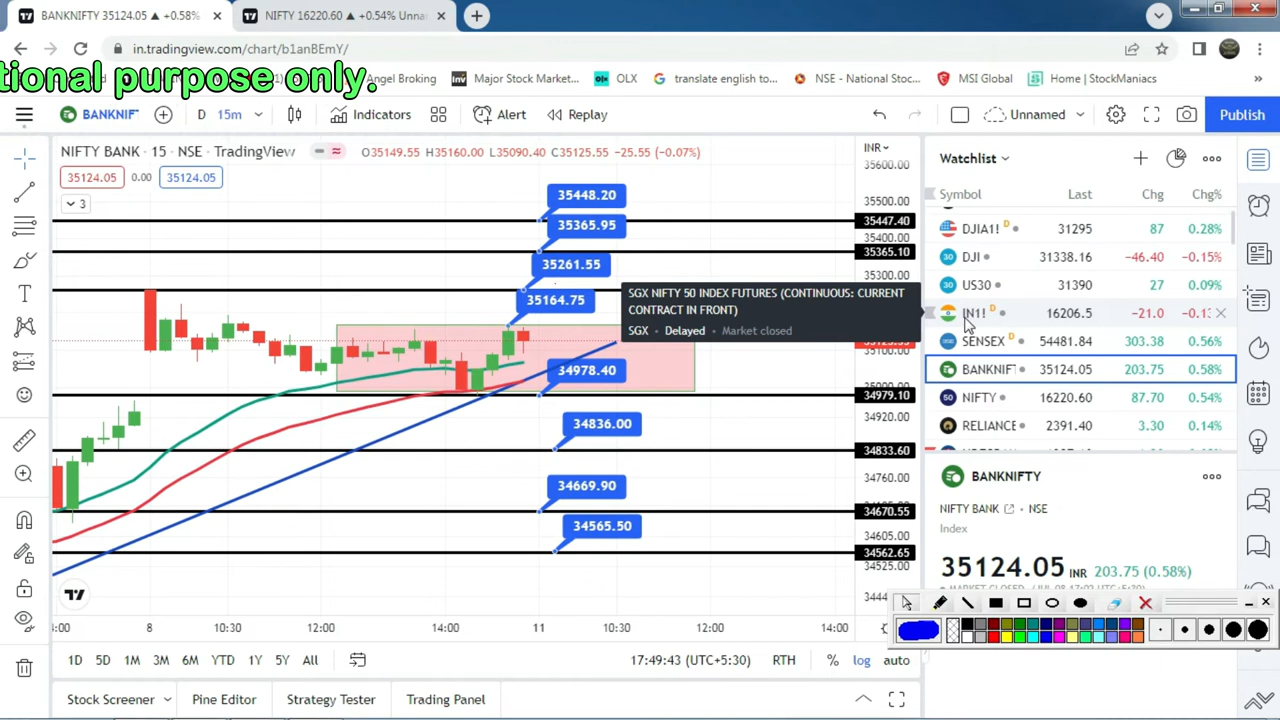 BANKNIFTY 35124.05 ▲ +0.58%
NIFTY 16220.60 ▲ +0.54% Unna
in.tradingview.com/chart/b1anBEmY/
tional purpose only.
Angel Broking
Major Stock Market...
OLX
translate english to...
NSE - National Stoc...
MSI Global
Home | StockManiacs
BANKNIF
D
15m
Indicators
Alert
Replay
Unnamed
Publish
NIFTY BANK · 15 · NSE · TradingView
O35149.55 H35160.00 L35090.40 C35125.55 −25.55 (−0.07%)
INR
35124.05
0.00
35124.05
3
35448.20
35365.95
35261.55
35164.75
34978.40
34836.00
34669.90
34565.50
SGX NIFTY 50 INDEX FUTURES (CONTINUOUS: CURRENT
CONTRACT IN FRONT)
SGX • Delayed • Market closed
35600.00
35500.00
35447.40
35400.00
35365.10
35300.00
35100.00
35000.00
34979.10
34920.00
34833.60
34760.00
34670.55
34605.00
34562.65
34525.00
8
10:30
12:00
14:00
11
10:30
12:00
14:00
1D
5D
1M
3M
6M
YTD
1Y
5Y
All
17:49:43 (UTC+5:30)
RTH
%
log
auto
Stock Screener
Pine Editor
Strategy Tester
Trading Panel
Watchlist
Symbol Last Chg Chg%
DJIA1! D 31295 87 0.28%
DJI 31338.16 −46.40 −0.15%
US30 31390 27 0.09%
IN1! D 16206.5 −21.0 −0.13
SENSEX D 54481.84 303.38 0.56%
BANKNIFT 35124.05 203.75 0.58%
NIFTY 16220.60 87.70 0.54%
RELIANCE 2391.40 3.30 0.14%
BANKNIFTY
NIFTY BANK • NSE
Index
35124.05 INR 203.75 (0.58%)